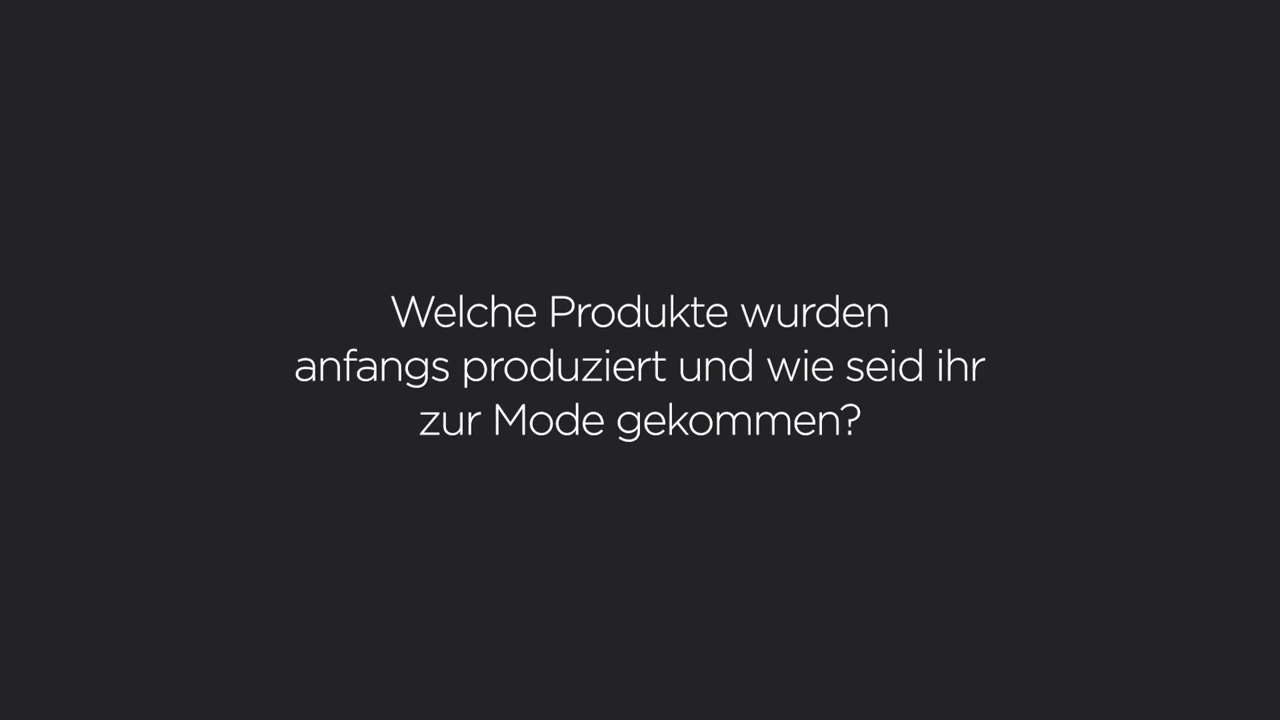 Welche Produkte wurden
anfangs produziert und wie seid ihr
zur Mode gekommen?